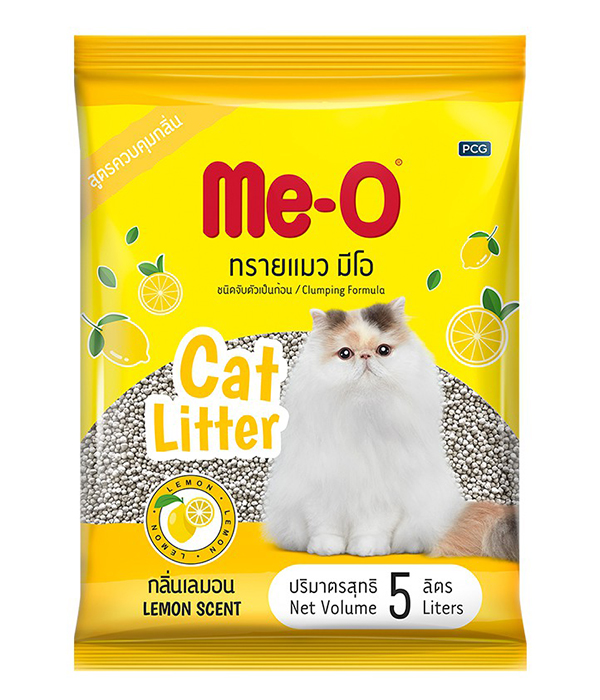 สูตรควบคุมกลิ่น
PCG
Me-O®
ทรายแมว มีโอ
ชนิดจับตัวเป็นก้อน / Clumping Formula
Cat
Litter
LEMON · LEMON · LEMON
กลิ่นเลมอน
LEMON SCENT
ปริมาตรสุทธิ 5 ลิตร
Net Volume Liters